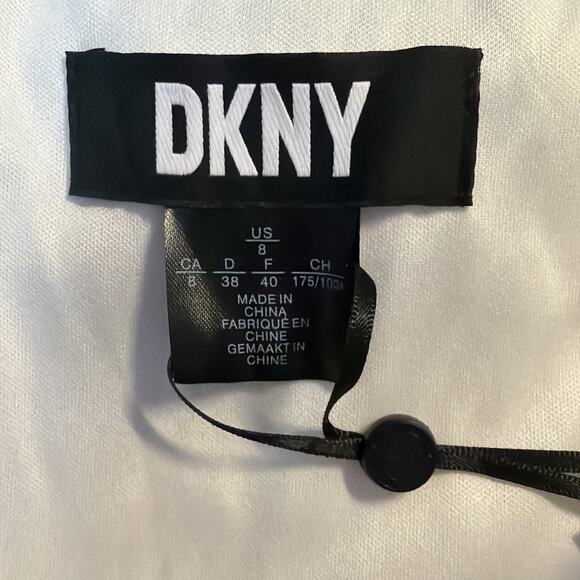 DKNY
US
8
CA D F CH
8 38 40 175/100A
MADE IN
CHINA
FABRIQUÉ EN
CHINE
GEMAAKT IN
CHINE